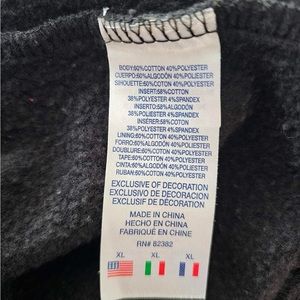 BODY:60%COTTON 40%POLYESTER
CUERPO:60%ALGODÓN 40%POLIESTER
SILHOUETTE:60%COTON 40%POLYESTER
INSERT:58%COTTON
38%POLYESTER 4%SPANDEX
INSERTO:58%ALGODÓN
38%POLIESTER 4%SPANDEX
INSÉRER:58%COTON
38%POLYESTER 4%SPANDEX
LINING:60%COTTON 40%POLYESTER
FORRO:60%ALGODÓN 40%POLIESTER
DOUBLURE:60%COTON 40%POLYESTER
TAPE:60%COTTON 40%POLYESTER
CINTA:60%ALGODÓN 40%POLIESTER
RUBAN:60%COTON 40%POLYESTER
EXCLUSIVE OF DECORATION
EXCLUSIVO DE DECORACION
EXCLUSIF DE DECORATION
MADE IN CHINA
HECHO EN CHINA
FABRIQUÉ EN CHINE
RN# 82382
XL XL XL